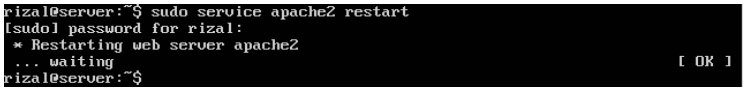 rizal@server:~$ sudo service apache2 restart
[sudo] password for rizal:
 * Restarting web server apache2
 ... waiting                                                    [ OK ]
rizal@server:~$